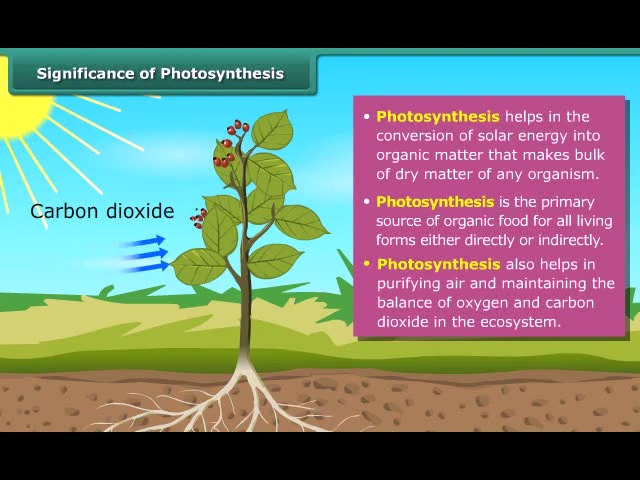 Significance of Photosynthesis
Carbon dioxide
• Photosynthesis helps in the
conversion of solar energy into
organic matter that makes bulk
of dry matter of any organism.
• Photosynthesis is the primary
source of organic food for all living
forms either directly or indirectly.
• Photosynthesis also helps in
purifying air and maintaining the
balance of oxygen and carbon
dioxide in the ecosystem.